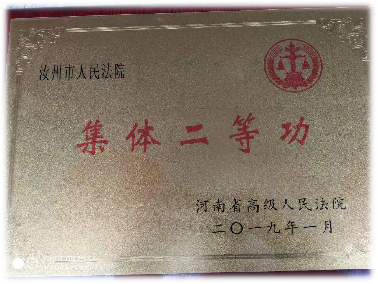 汝州市人民法院
集体二等功
河南省高级人民法院
二〇一九年一月